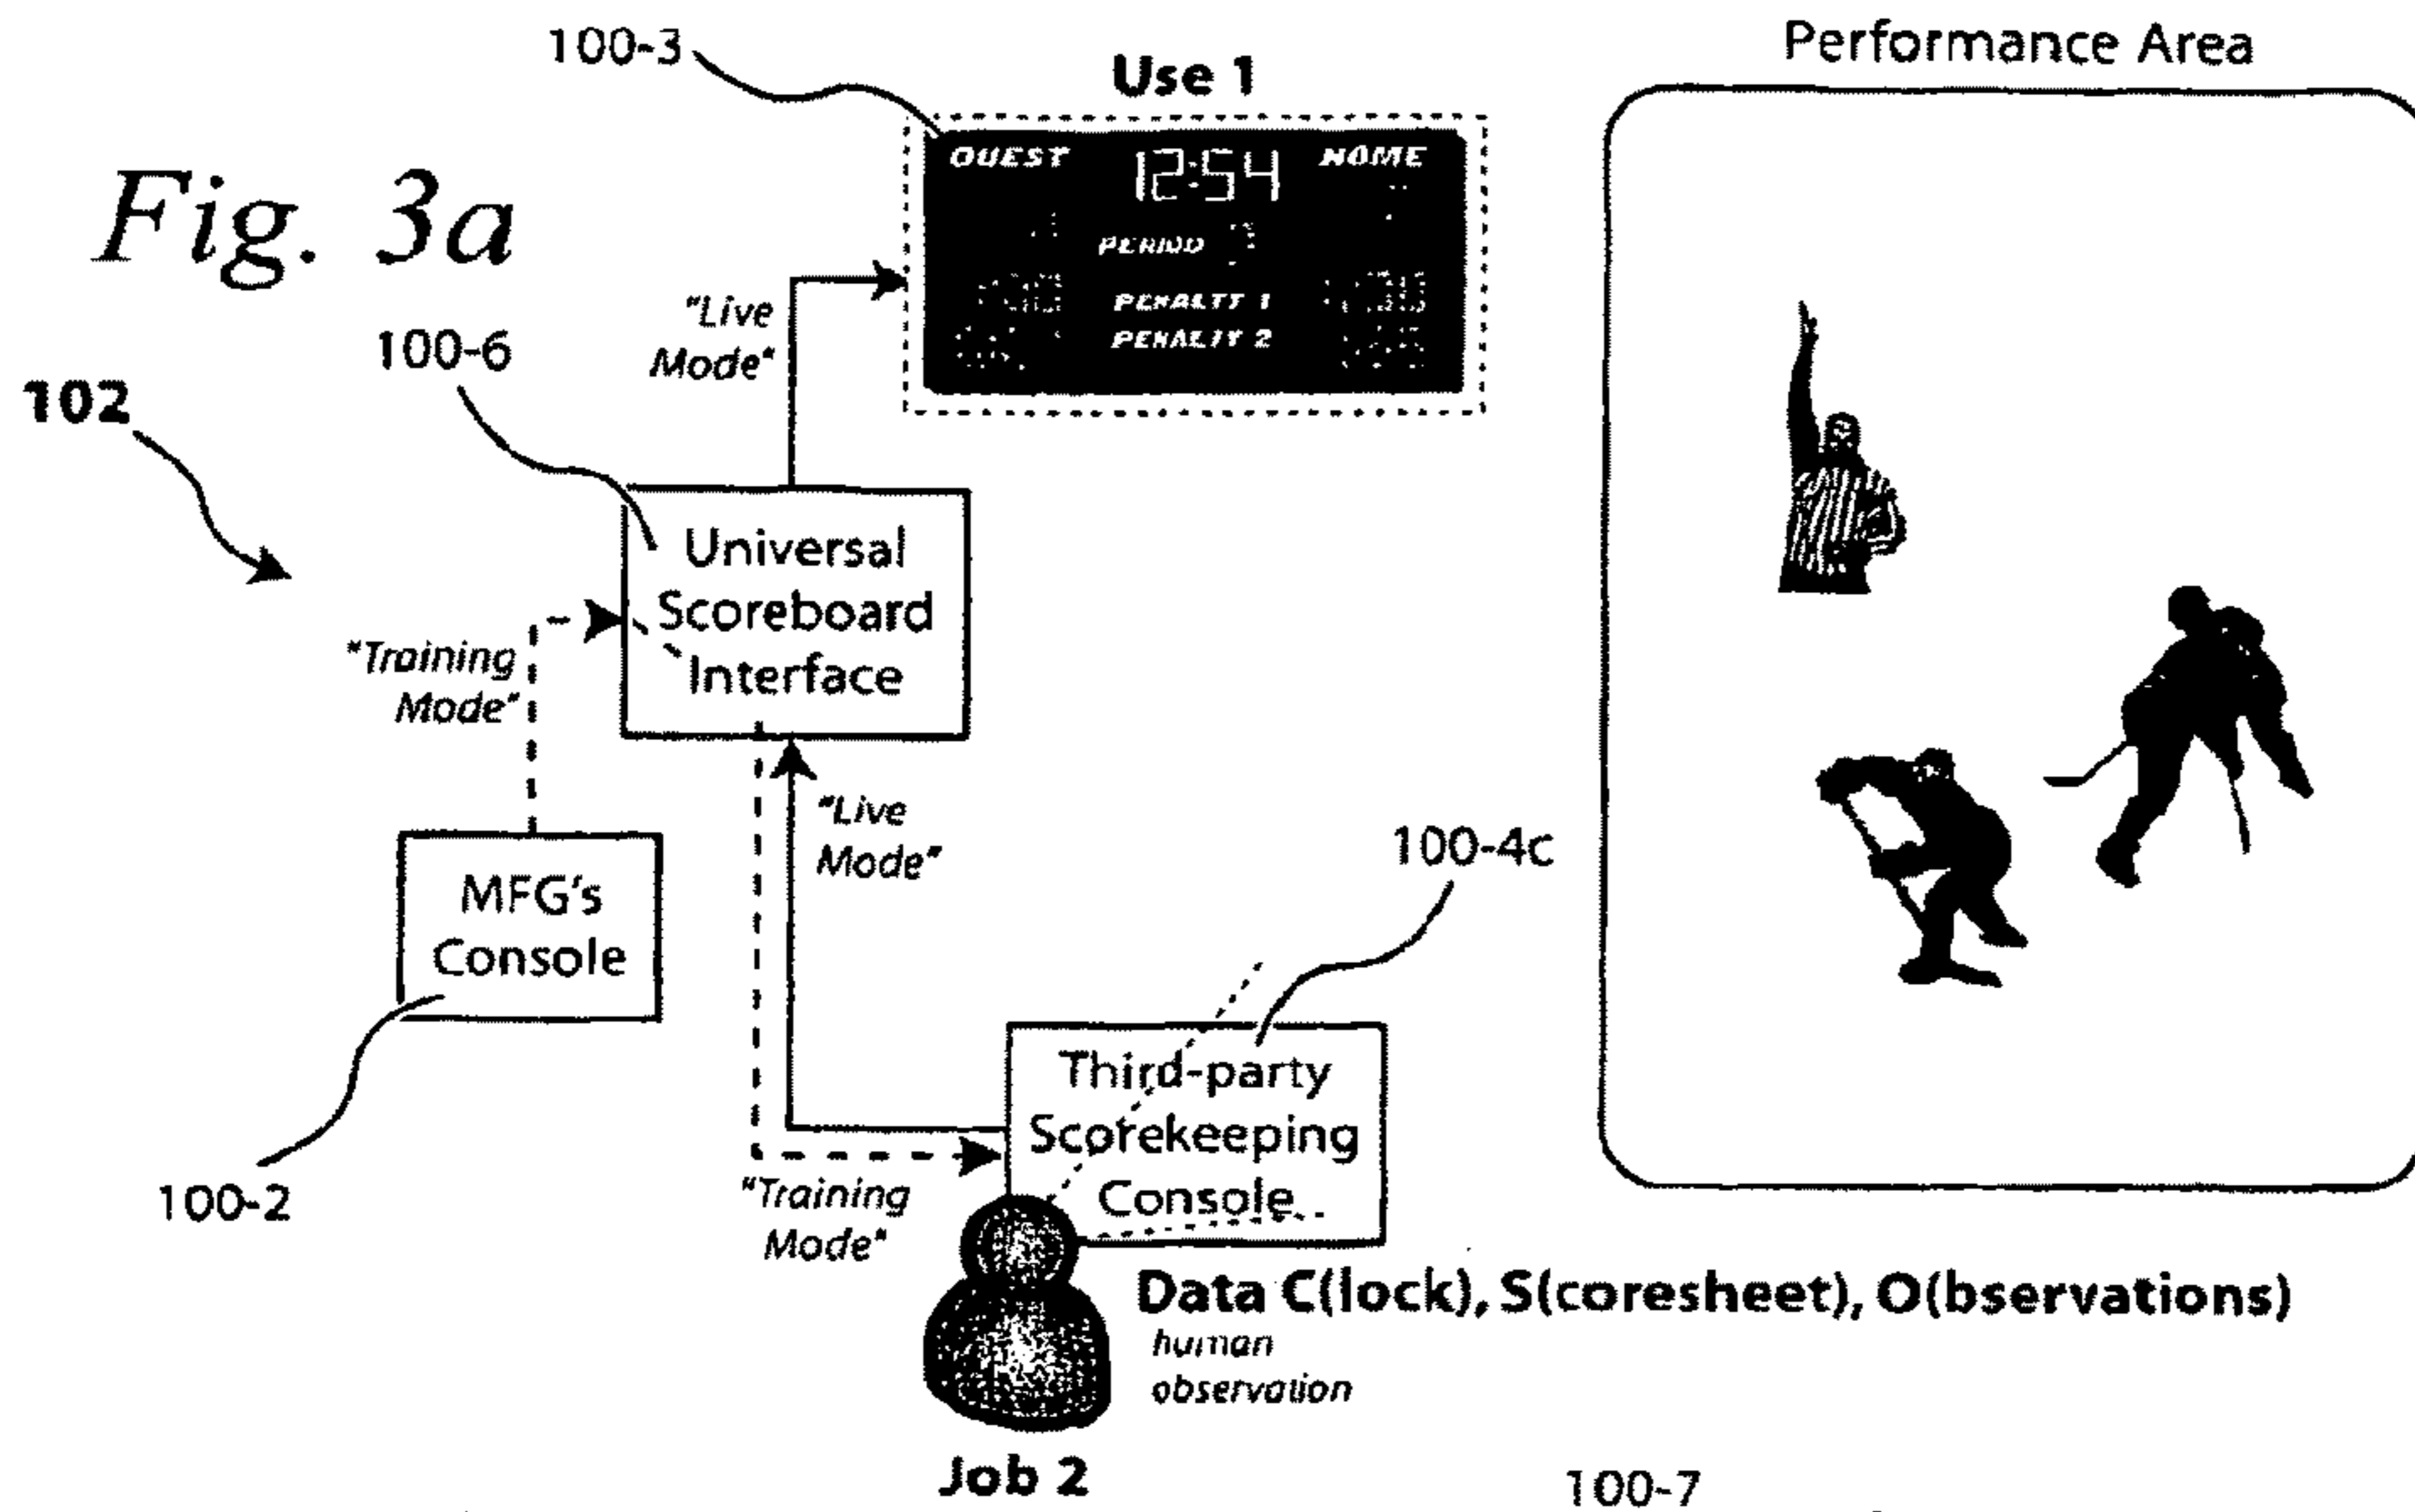 100-3
Use 1
Performance Area
Fig. 3a
GUEST
12:54
HOME
PERIOD
PENALTY 1
PENALTY 2
"Live
Mode"
100-6
102
Universal
Scoreboard
Interface
"Training
Mode"
"Live
Mode"
MFG's
Console
100-4c
100-2
Third-party
Scorekeeping
Console
"Training
Mode"
Data C(lock), S(coresheet), O(bservations)
human
observation
Job 2
100-7